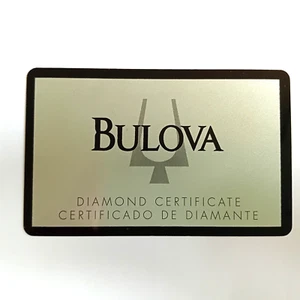 BULOVA
DIAMOND CERTIFICATE
CERTIFICADO DE DIAMANTE